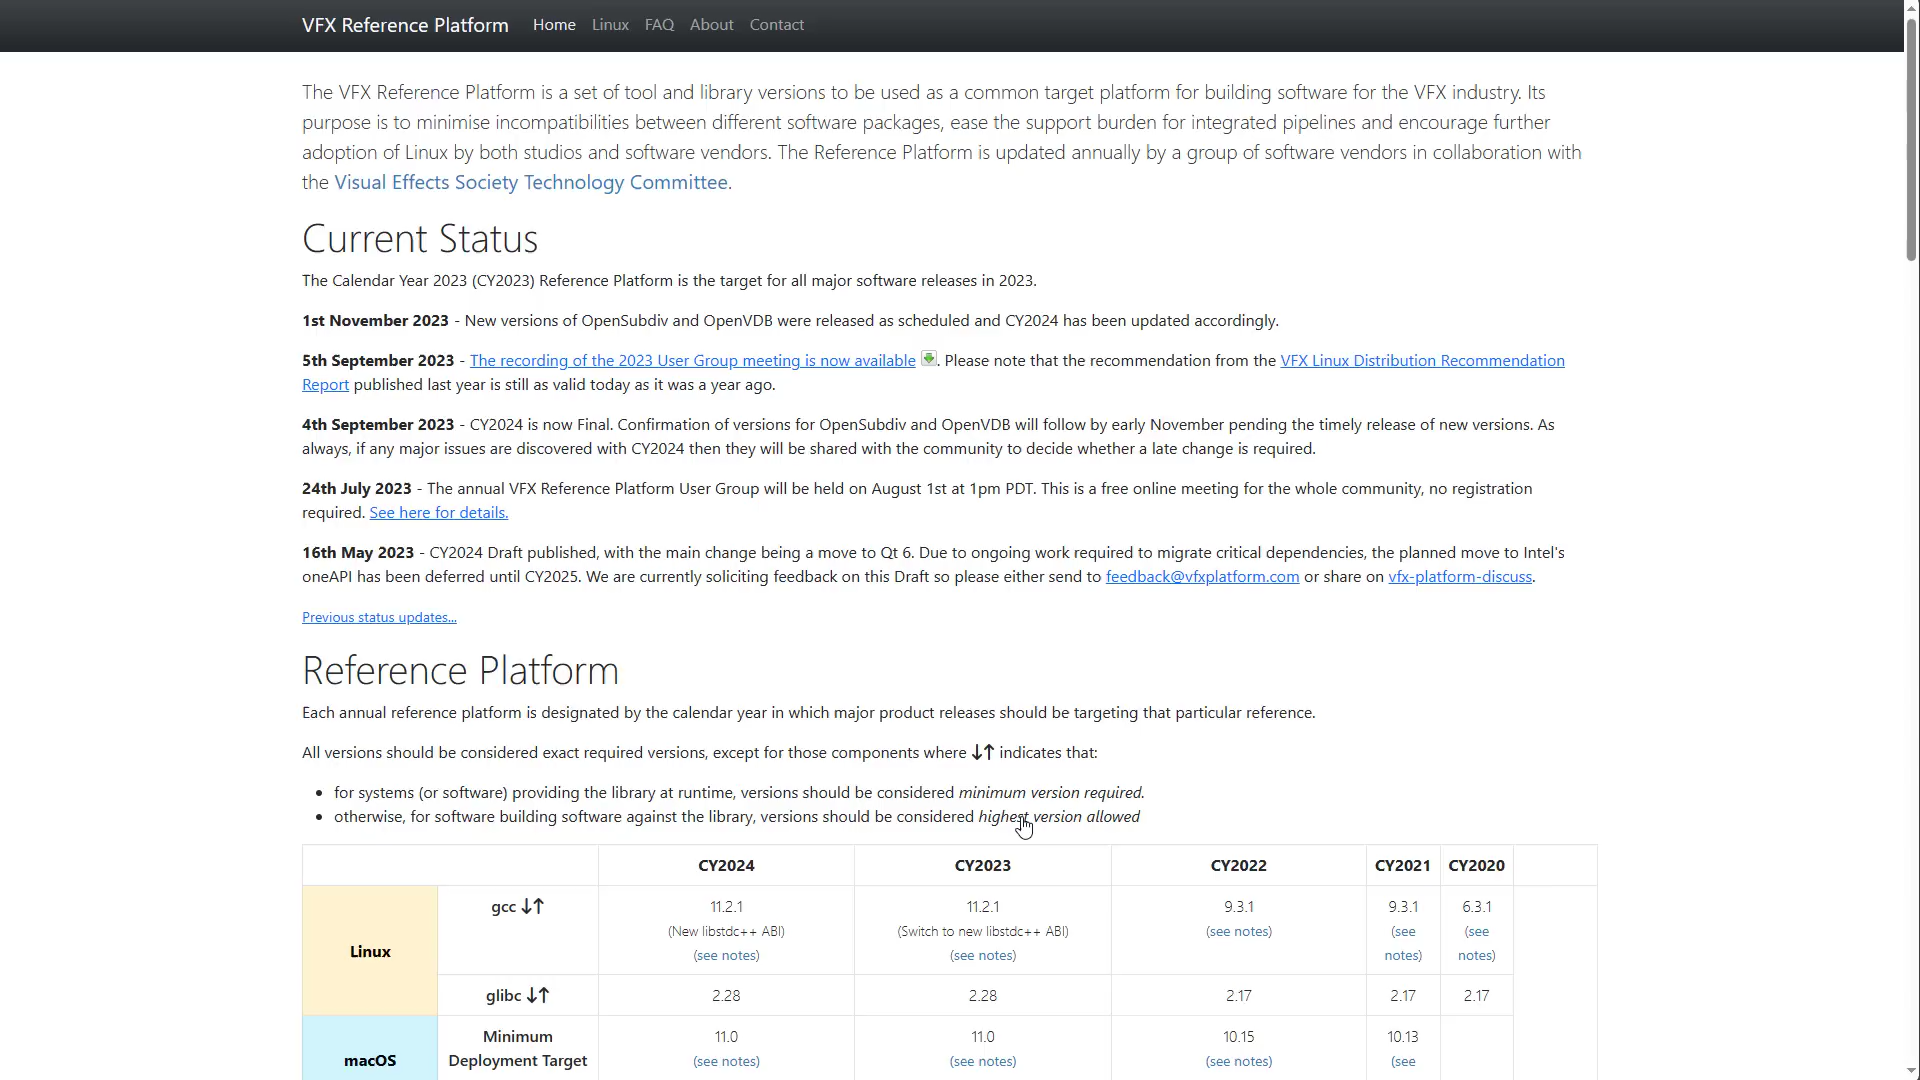 VFX Reference Platform Home Linux FAQ About Contact
The VFX Reference Platform is a set of tool and library versions to be used as a common target platform for building software for the VFX industry. Its
purpose is to minimise incompatibilities between different software packages, ease the support burden for integrated pipelines and encourage further
adoption of Linux by both studios and software vendors. The Reference Platform is updated annually by a group of software vendors in collaboration with
the Visual Effects Society Technology Committee.
Current Status
The Calendar Year 2023 (CY2023) Reference Platform is the target for all major software releases in 2023.
1st November 2023 - New versions of OpenSubdiv and OpenVDB were released as scheduled and CY2024 has been updated accordingly.
5th September 2023 - The recording of the 2023 User Group meeting is now available. Please note that the recommendation from the VFX Linux Distribution Recommendation
Report published last year is still as valid today as it was a year ago.
4th September 2023 - CY2024 is now Final. Confirmation of versions for OpenSubdiv and OpenVDB will follow by early November pending the timely release of new versions. As
always, if any major issues are discovered with CY2024 then they will be shared with the community to decide whether a late change is required.
24th July 2023 - The annual VFX Reference Platform User Group will be held on August 1st at 1pm PDT. This is a free online meeting for the whole community, no registration
required. See here for details.
16th May 2023 - CY2024 Draft published, with the main change being a move to Qt 6. Due to ongoing work required to migrate critical dependencies, the planned move to Intel's
oneAPI has been deferred until CY2025. We are currently soliciting feedback on this Draft so please either send to feedback@vfxplatform.com or share on vfx-platform-discuss.
Previous status updates...
Reference Platform
Each annual reference platform is designated by the calendar year in which major product releases should be targeting that particular reference.
All versions should be considered exact required versions, except for those components where ↓↑ indicates that:
• for systems (or software) providing the library at runtime, versions should be considered minimum version required.
• otherwise, for software building software against the library, versions should be considered highest version allowed
CY2024 CY2023 CY2022 CY2021 CY2020
gcc ↓↑ 11.2.1 11.2.1 9.3.1 9.3.1 6.3.1
(New libstdc++ ABI) (Switch to new libstdc++ ABI) (see notes) (see (see
Linux
(see notes) (see notes) notes) notes)
glibc ↓↑ 2.28 2.28 2.17 2.17 2.17
Minimum 11.0 11.0 10.15 10.13
macOS Deployment Target (see notes) (see notes) (see notes) (see